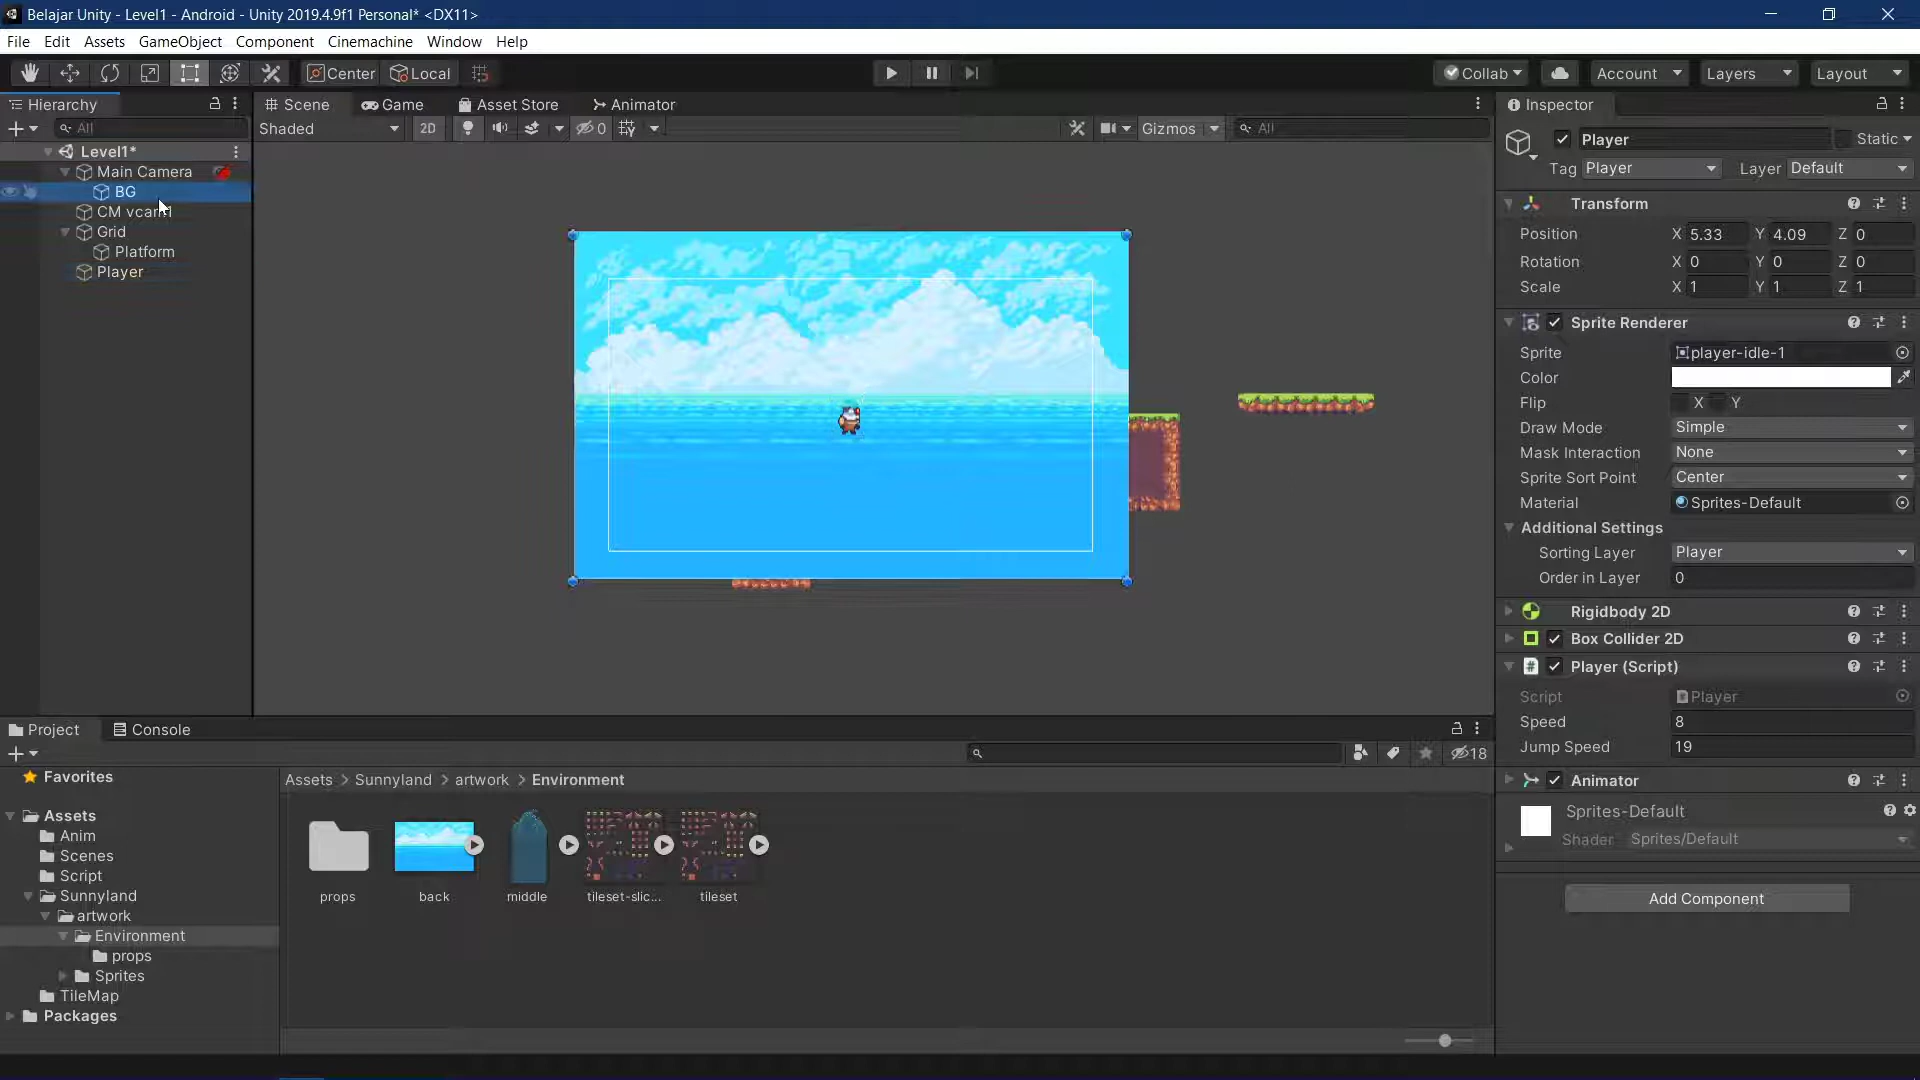 Belajar Unity - Level1 - Android - Unity 2019.4.9f1 Personal* <DX11>
File Edit Assets GameObject Component Cinemachine Window Help
Center Local Collab Account Layers Layout
Hierarchy
All
Level1*
Main Camera
BG
CM vcam1
Grid
Platform
Player
Scene Game Asset Store Animator
Shaded 2D 0 Gizmos All
Inspector
Player Static
Tag Player Layer Default
Transform
Position X 5.33 Y 4.09 Z 0
Rotation X 0 Y 0 Z 0
Scale X 1 Y 1 Z 1
Sprite Renderer
Sprite player-idle-1
Color
Flip X Y
Draw Mode Simple
Mask Interaction None
Sprite Sort Point Center
Material Sprites-Default
Additional Settings
Sorting Layer Player
Order in Layer 0
Rigidbody 2D
Box Collider 2D
Player (Script)
Script Player
Speed 8
Jump Speed 19
Animator
Sprites-Default
Shader Sprites/Default
Add Component
Project Console
18
Favorites
Assets
Anim
Scenes
Script
Sunnyland
artwork
Environment
props
Sprites
TileMap
Packages
Assets > Sunnyland > artwork > Environment
props back middle tileset-slic... tileset